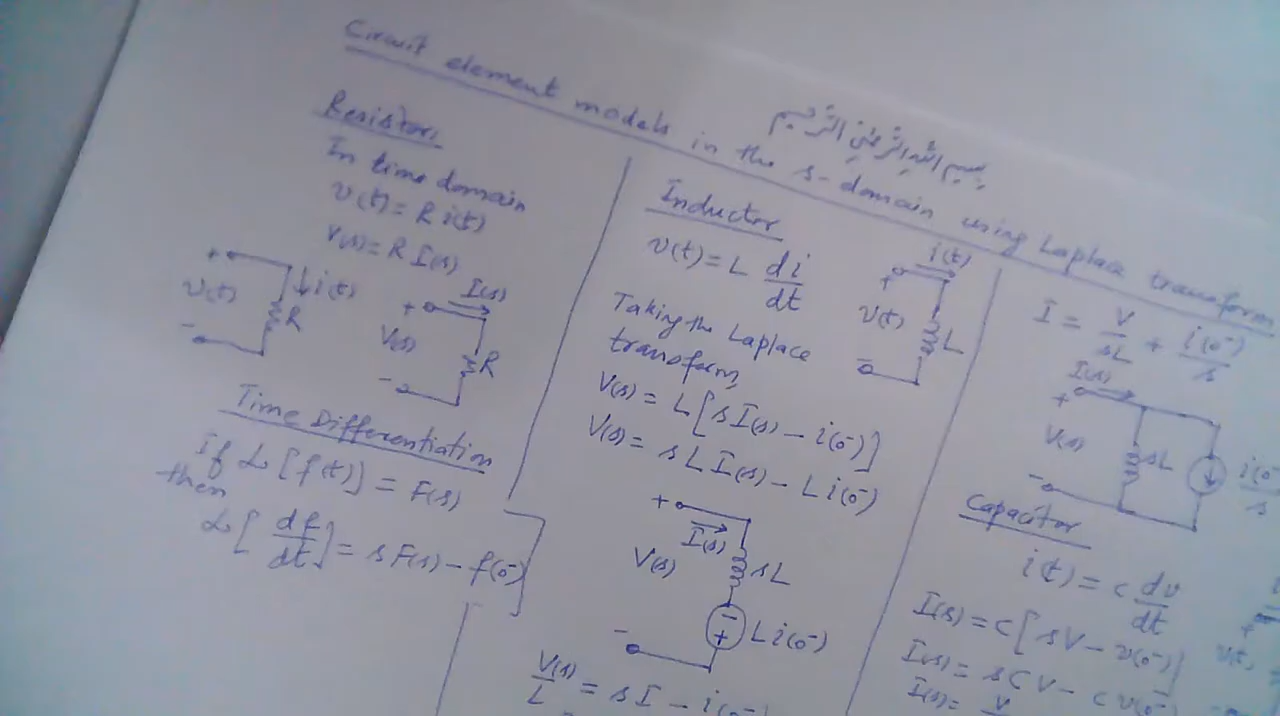 بسم الله الرحمن الرحيم
Circuit element models in the s-domain using Laplace transform
Resistor,
In time domain
v(t) = R i(t)
V(s) = R I(s)
+
v(t)
-
i(t)
R
I(s)
+
V(s)
-
R
Time Differentiation
If L[f(t)] = F(s)
then
L[df/dt] = s F(s) - f(0-)
Inductor
v(t) = L di/dt
i(t)
+
v(t)
-
L
Taking the Laplace
transform,
V(s) = L[s I(s) - i(0-)]
V(s) = s L I(s) - L i(0-)
+
I(s)
V(s)
sL
-
+
L i(0-)
-
V(s)/L = s I - i(0-)
I = V/sL + i(0-)/s
I(s)
+
V(s)
-
sL
i(0-)/s
Capacitor
i(t) = C dv/dt
I(s) = C[sV - v(0-)]
I(s) = s C V - C v(0-)
I(s) = V
+
v(t)